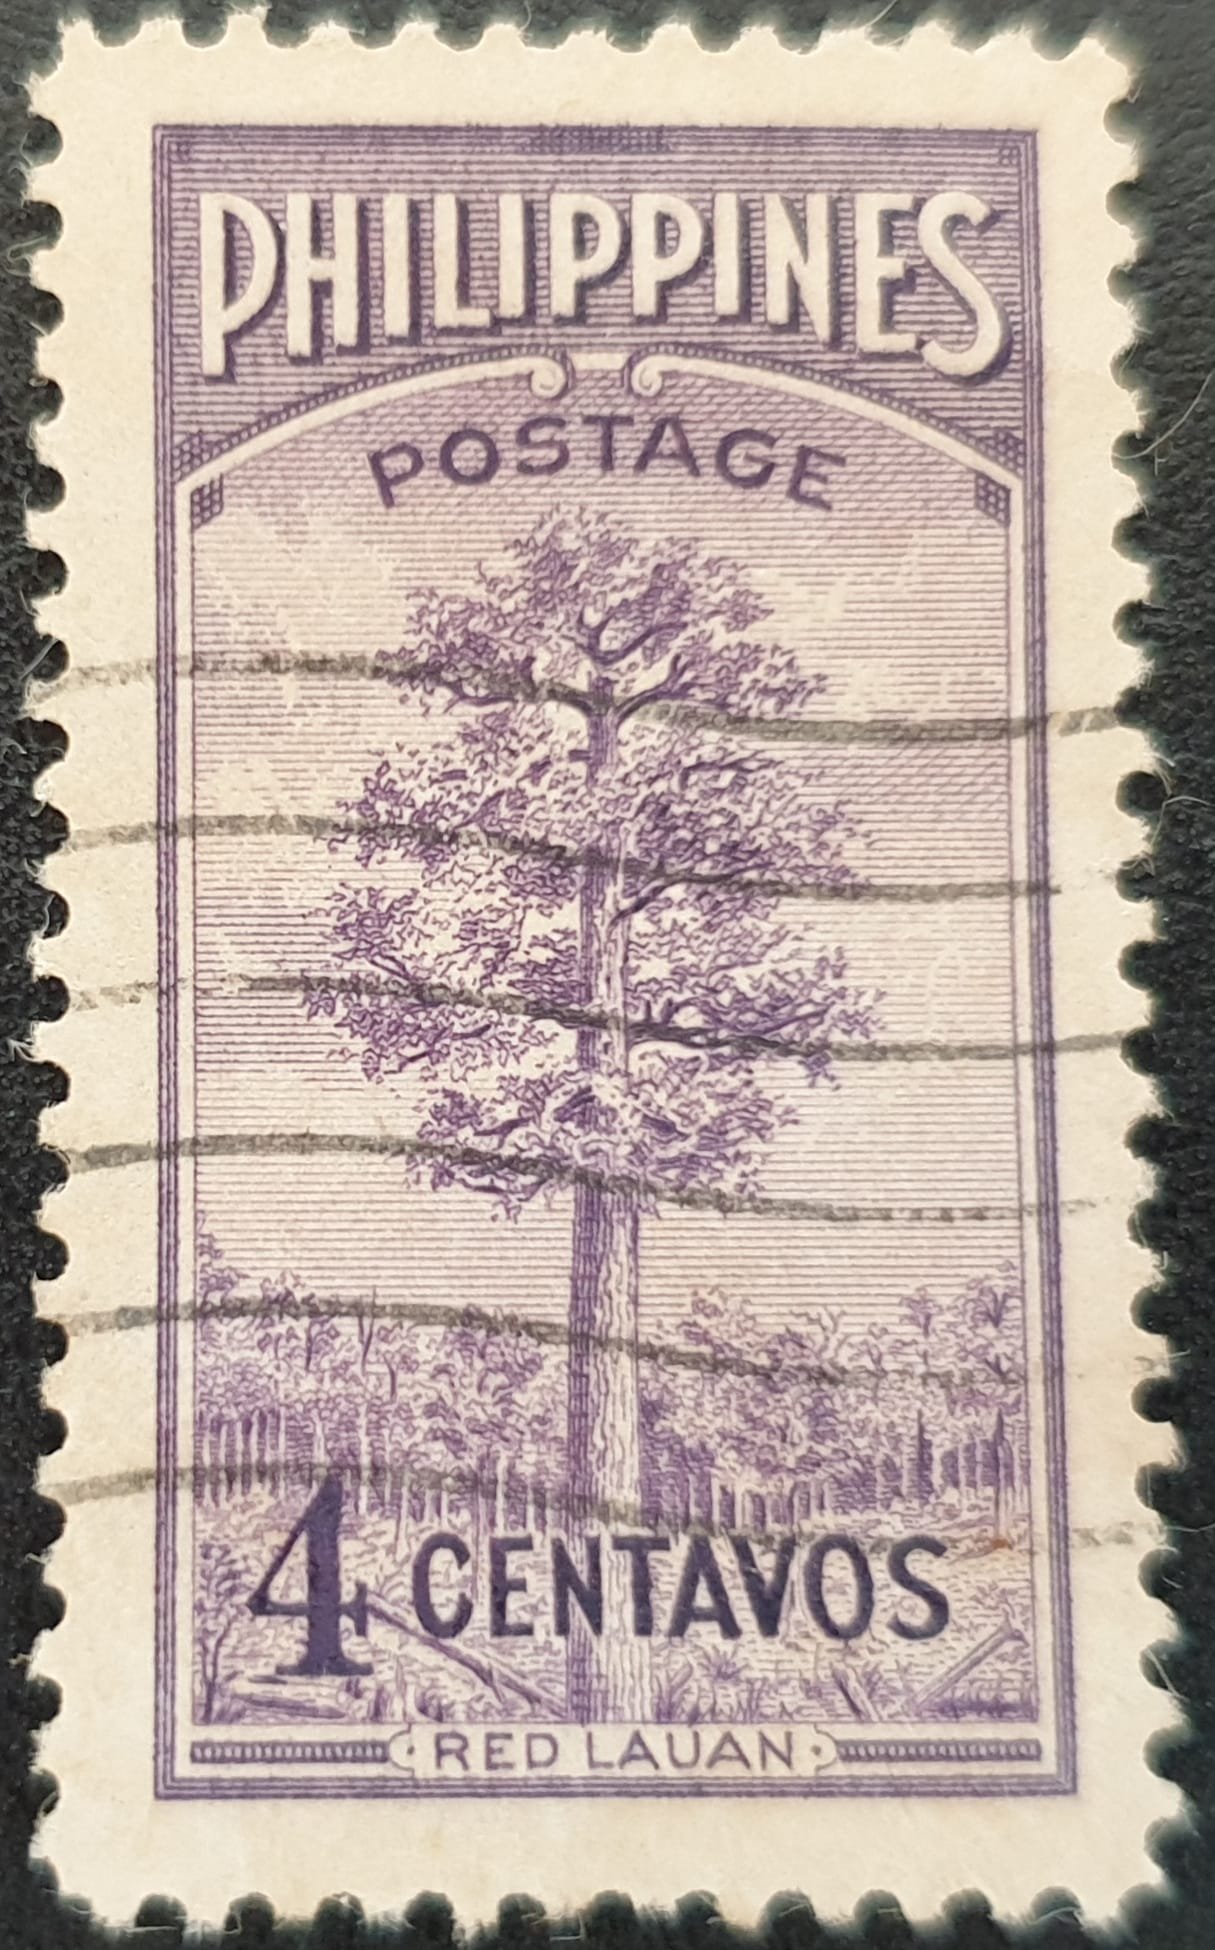 PHILIPPINES
POSTAGE
4 CENTAVOS
RED LAUAN